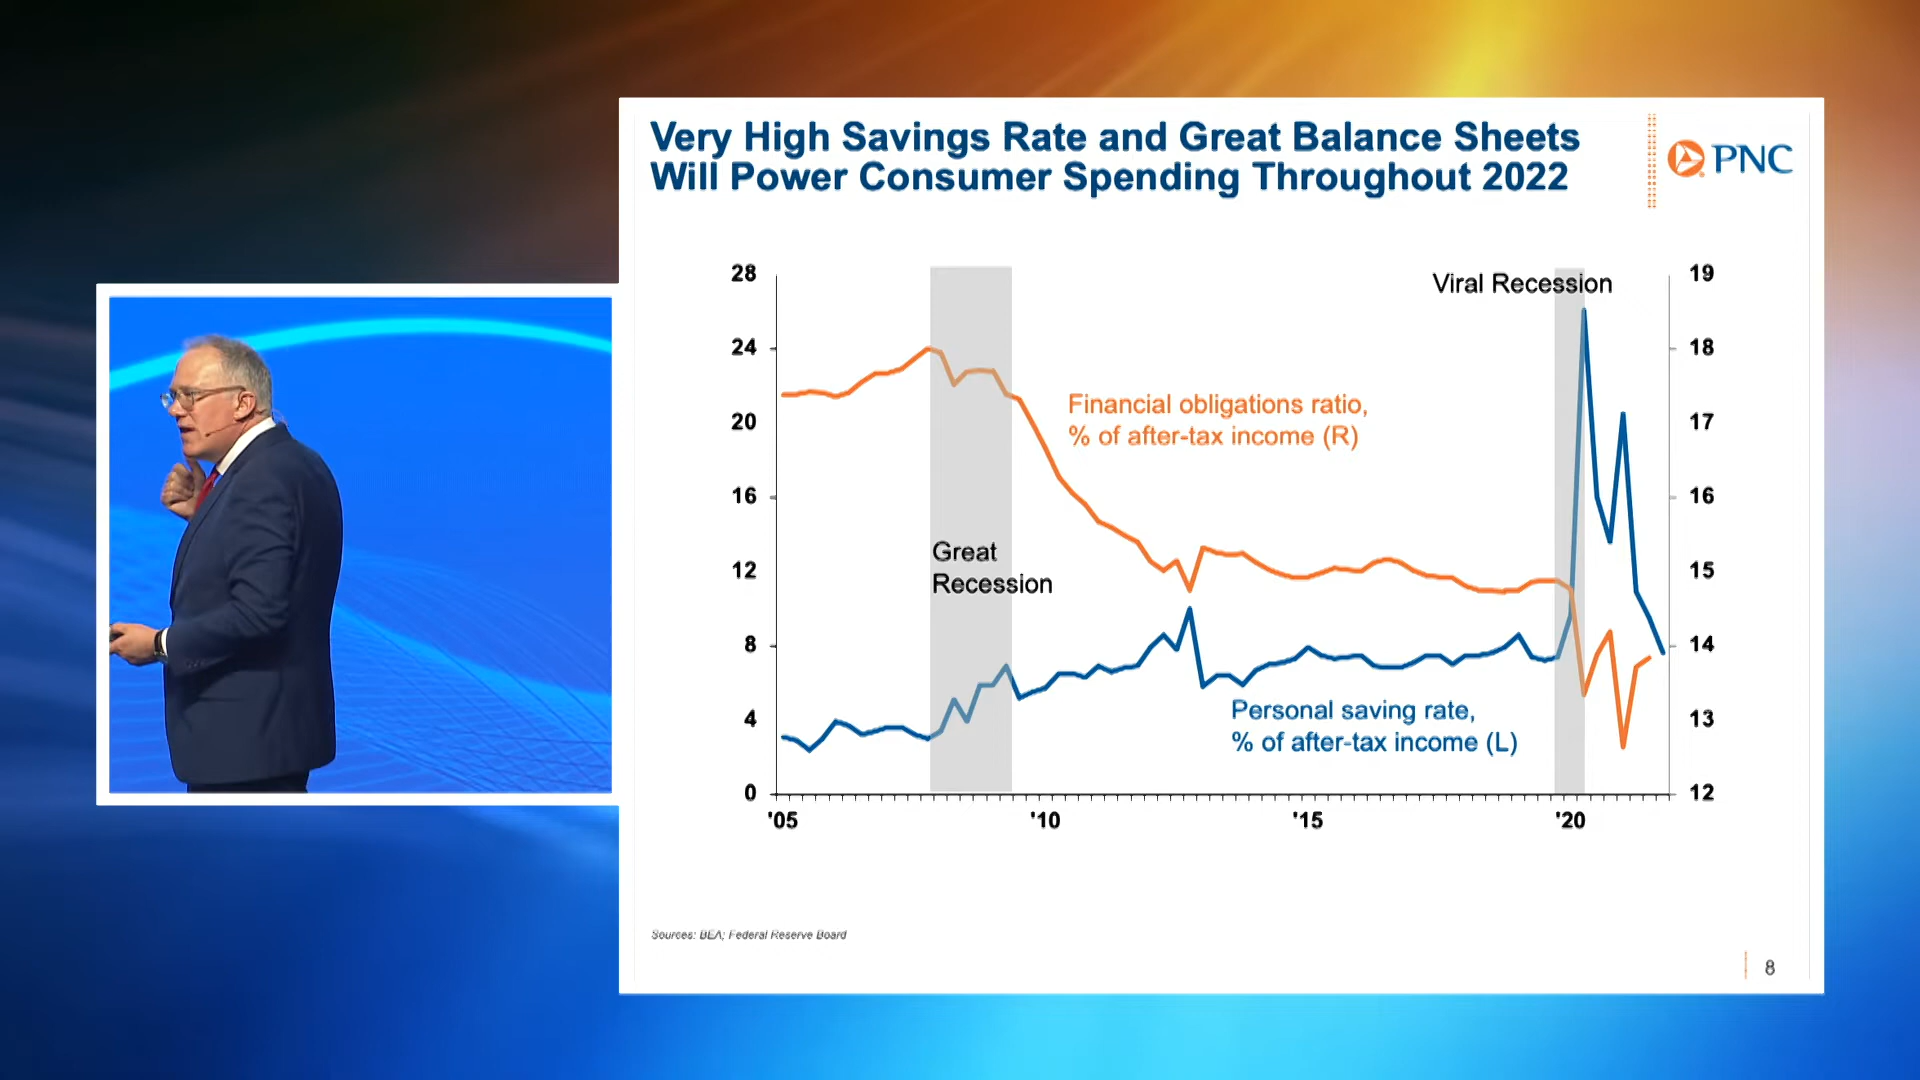 Very High Savings Rate and Great Balance Sheets
Will Power Consumer Spending Throughout 2022
PNC
28
24
20
16
12
8
4
0
19
18
17
16
15
14
13
12
Viral Recession
Financial obligations ratio,
% of after-tax income (R)
Great
Recession
Personal saving rate,
% of after-tax income (L)
'05
'10
'15
'20
Sources: BEA; Federal Reserve Board
8